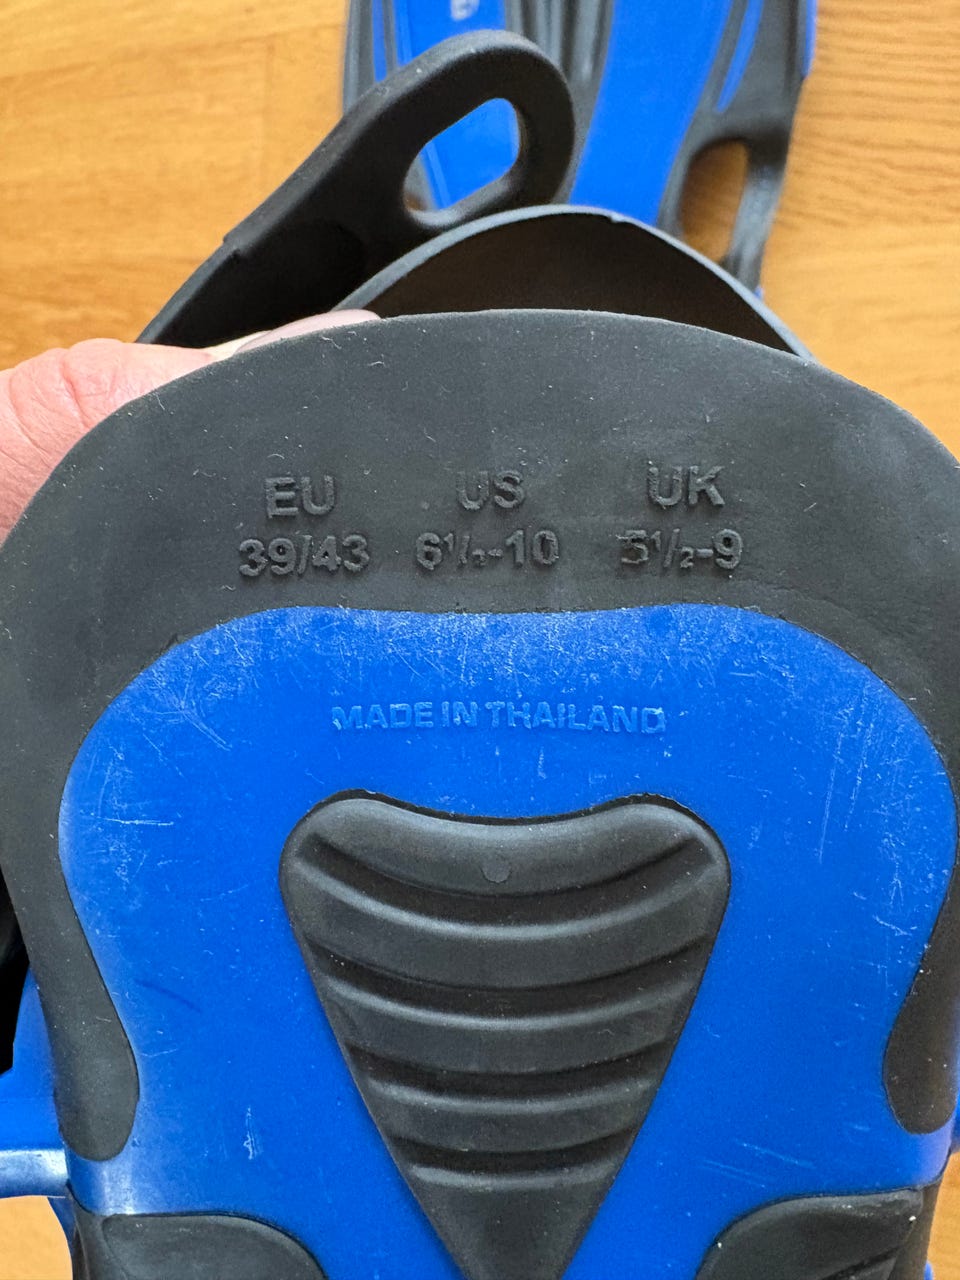 EU US UK
39/43 6½-10 5½-9
MADE IN THAILAND